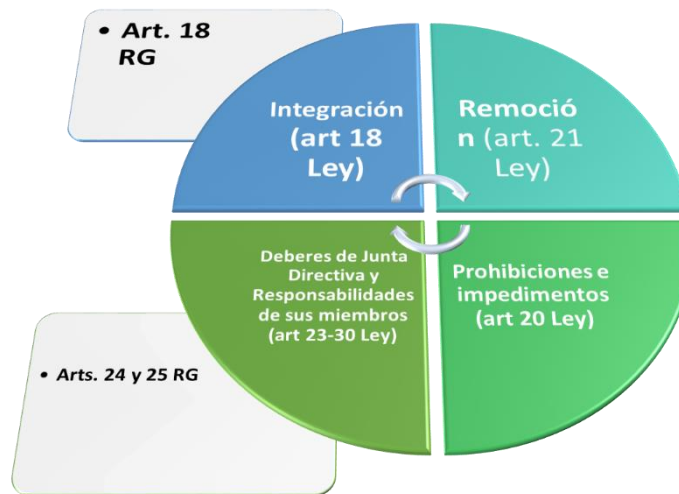 • Art. 18
RG
Integración
(art 18
Ley)
Remoció
n (art. 21
Ley)
Deberes de Junta
Directiva y
Responsabilidades
de sus miembros
(art 23-30 Ley)
Prohibiciones e
impedimentos
(art 20 Ley)
• Arts. 24 y 25 RG